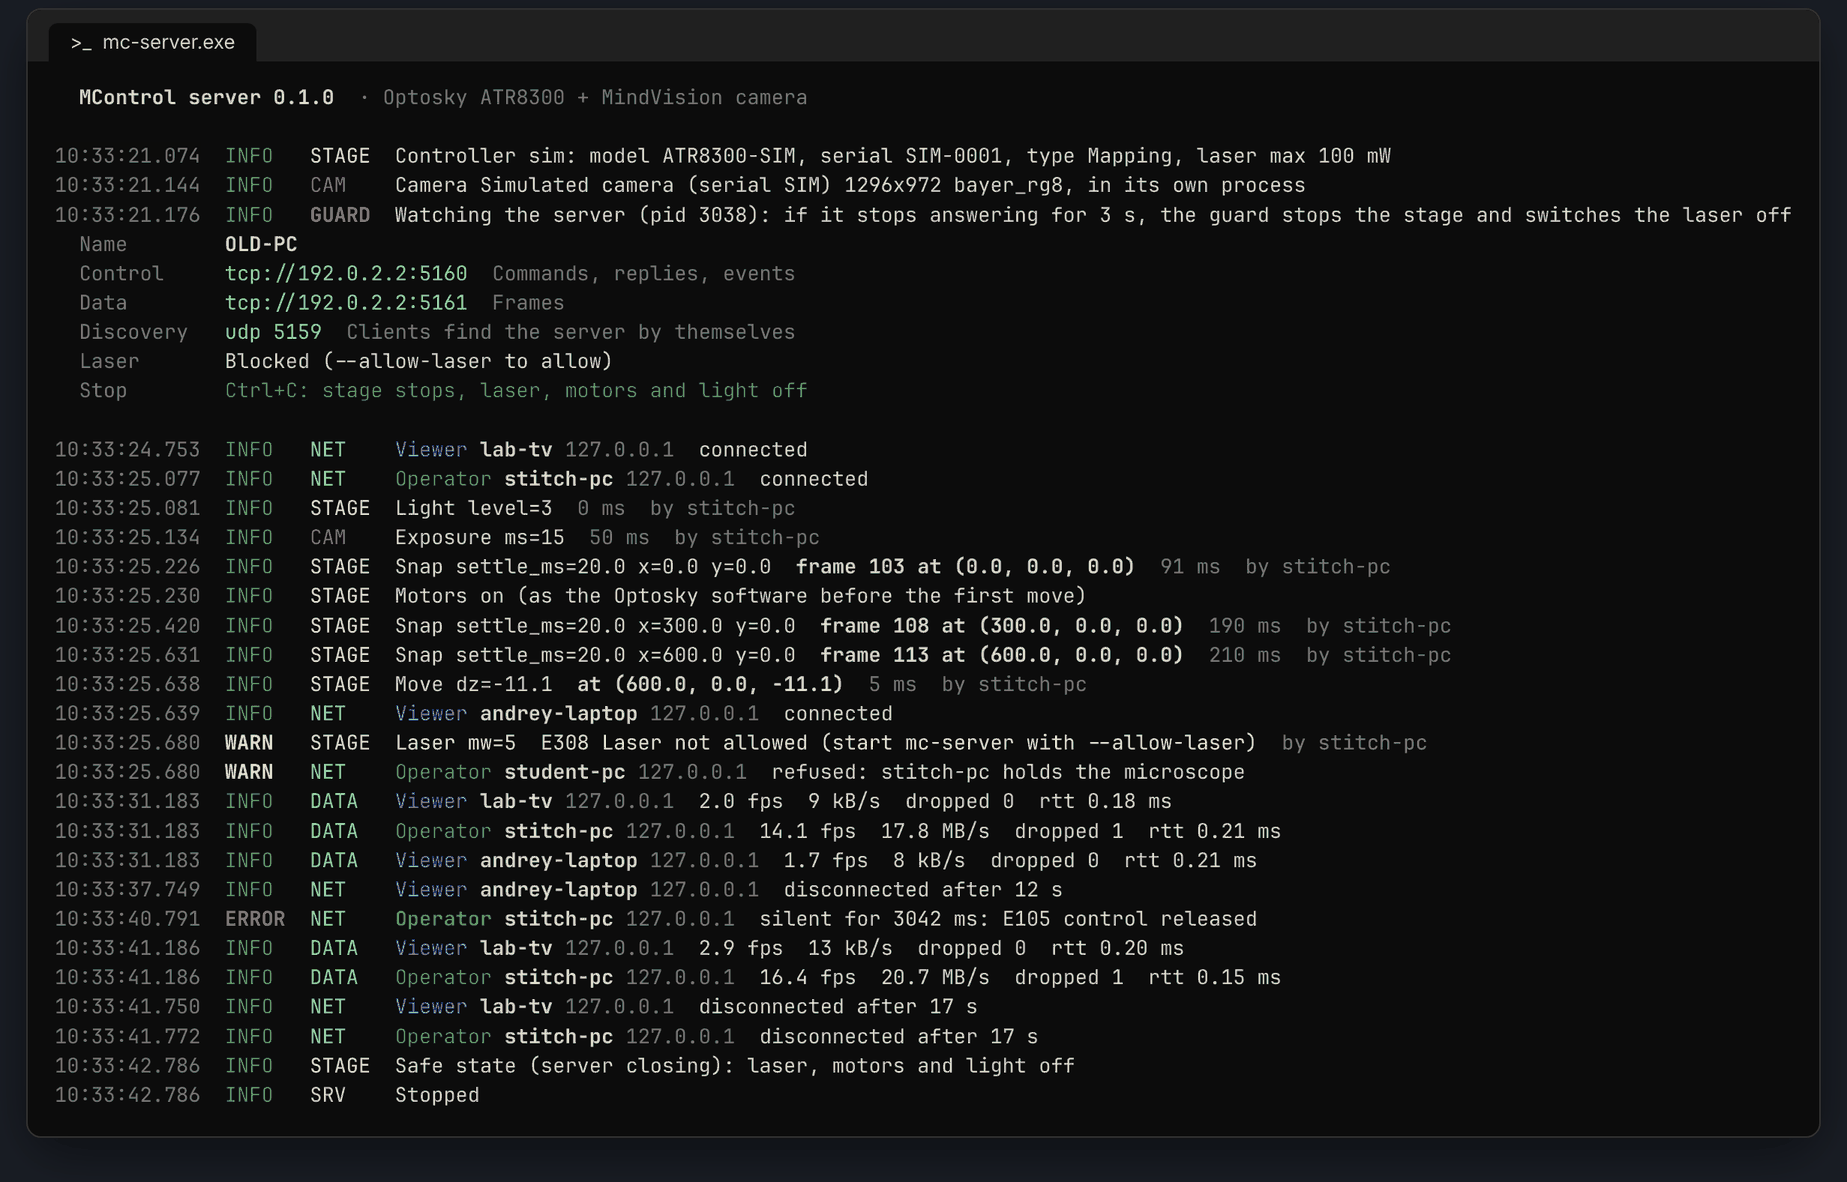 >_ mc-server.exe
MControl server 0.1.0 · Optosky ATR8300 + MindVision camera
10:33:21.074 INFO STAGE Controller sim: model ATR8300-SIM, serial SIM-0001, type Mapping, laser max 100 mW
10:33:21.144 INFO CAM Camera Simulated camera (serial SIM) 1296x972 bayer_rg8, in its own process
10:33:21.176 INFO GUARD Watching the server (pid 3038): if it stops answering for 3 s, the guard stops the stage and switches the laser off
Name OLD-PC
Control tcp://192.0.2.2:5160 Commands, replies, events
Data tcp://192.0.2.2:5161 Frames
Discovery udp 5159 Clients find the server by themselves
Laser Blocked (--allow-laser to allow)
Stop Ctrl+C: stage stops, laser, motors and light off
10:33:24.753 INFO NET Viewer lab-tv 127.0.0.1 connected
10:33:25.077 INFO NET Operator stitch-pc 127.0.0.1 connected
10:33:25.081 INFO STAGE Light level=3 0 ms by stitch-pc
10:33:25.134 INFO CAM Exposure ms=15 50 ms by stitch-pc
10:33:25.226 INFO STAGE Snap settle_ms=20.0 x=0.0 y=0.0 frame 103 at (0.0, 0.0, 0.0) 91 ms by stitch-pc
10:33:25.230 INFO STAGE Motors on (as the Optosky software before the first move)
10:33:25.420 INFO STAGE Snap settle_ms=20.0 x=300.0 y=0.0 frame 108 at (300.0, 0.0, 0.0) 190 ms by stitch-pc
10:33:25.631 INFO STAGE Snap settle_ms=20.0 x=600.0 y=0.0 frame 113 at (600.0, 0.0, 0.0) 210 ms by stitch-pc
10:33:25.638 INFO STAGE Move dz=-11.1 at (600.0, 0.0, -11.1) 5 ms by stitch-pc
10:33:25.639 INFO NET Viewer andrey-laptop 127.0.0.1 connected
10:33:25.680 WARN STAGE Laser mw=5 E308 Laser not allowed (start mc-server with --allow-laser) by stitch-pc
10:33:25.680 WARN NET Operator student-pc 127.0.0.1 refused: stitch-pc holds the microscope
10:33:31.183 INFO DATA Viewer lab-tv 127.0.0.1 2.0 fps 9 kB/s dropped 0 rtt 0.18 ms
10:33:31.183 INFO DATA Operator stitch-pc 127.0.0.1 14.1 fps 17.8 MB/s dropped 1 rtt 0.21 ms
10:33:31.183 INFO DATA Viewer andrey-laptop 127.0.0.1 1.7 fps 8 kB/s dropped 0 rtt 0.21 ms
10:33:37.749 INFO NET Viewer andrey-laptop 127.0.0.1 disconnected after 12 s
10:33:40.791 ERROR NET Operator stitch-pc 127.0.0.1 silent for 3042 ms: E105 control released
10:33:41.186 INFO DATA Viewer lab-tv 127.0.0.1 2.9 fps 13 kB/s dropped 0 rtt 0.20 ms
10:33:41.186 INFO DATA Operator stitch-pc 127.0.0.1 16.4 fps 20.7 MB/s dropped 1 rtt 0.15 ms
10:33:41.750 INFO NET Viewer lab-tv 127.0.0.1 disconnected after 17 s
10:33:41.772 INFO NET Operator stitch-pc 127.0.0.1 disconnected after 17 s
10:33:42.786 INFO STAGE Safe state (server closing): laser, motors and light off
10:33:42.786 INFO SRV Stopped